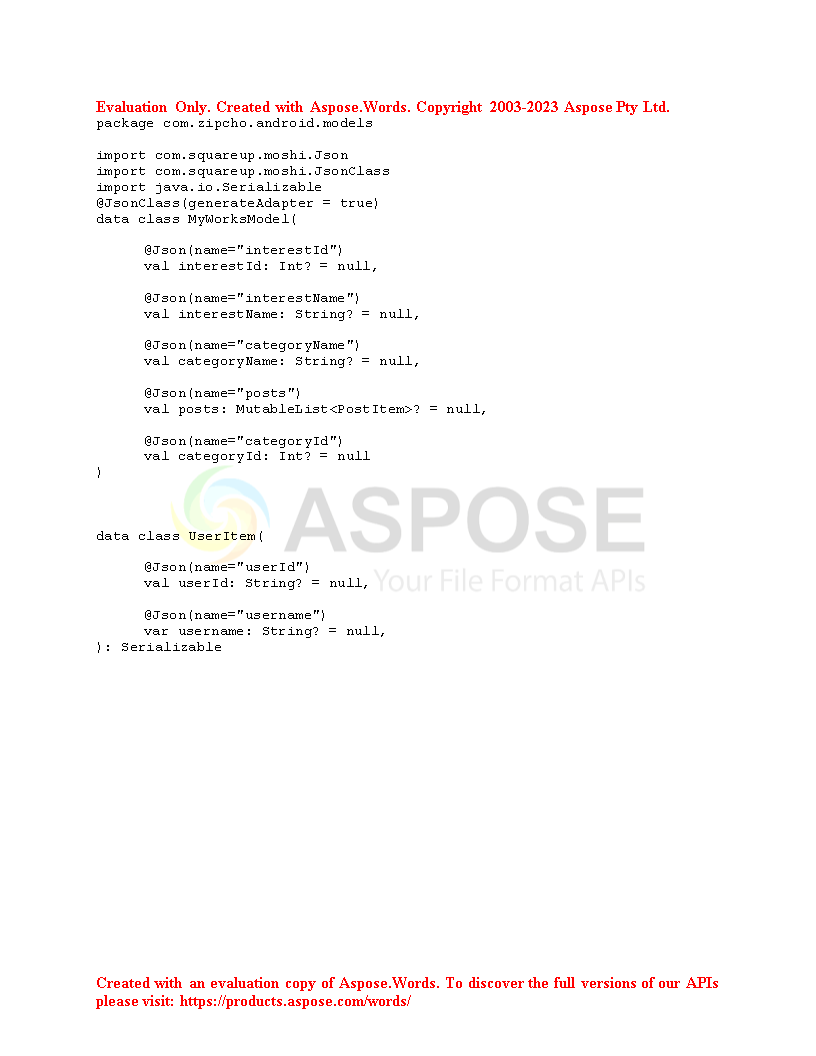 Evaluation Only. Created with Aspose.Words. Copyright 2003-2023 Aspose Pty Ltd.
package com.zipcho.android.models
import com.squareup.moshi.Json
import com.squareup.moshi.JsonClass
import java.io.Serializable
@JsonClass(generateAdapter = true)
data class MyWorksModel(
@Json(name="interestId")
val interestId: Int? = null,
@Json(name="interestName")
val interestName: String? = null,
@Json(name="categoryName")
val categoryName: String? = null,
@Json(name="posts")
val posts: MutableList<PostItem>? = null,
@Json(name="categoryId")
val categoryId: Int? = null
)
ASPOSE
Your File Format APIs
data class UserItem(
@Json(name="userId")
val userId: String? = null,
@Json(name="username")
var username: String? = null,
): Serializable
Created with an evaluation copy of Aspose.Words. To discover the full versions of our APIs
please visit: https://products.aspose.com/words/